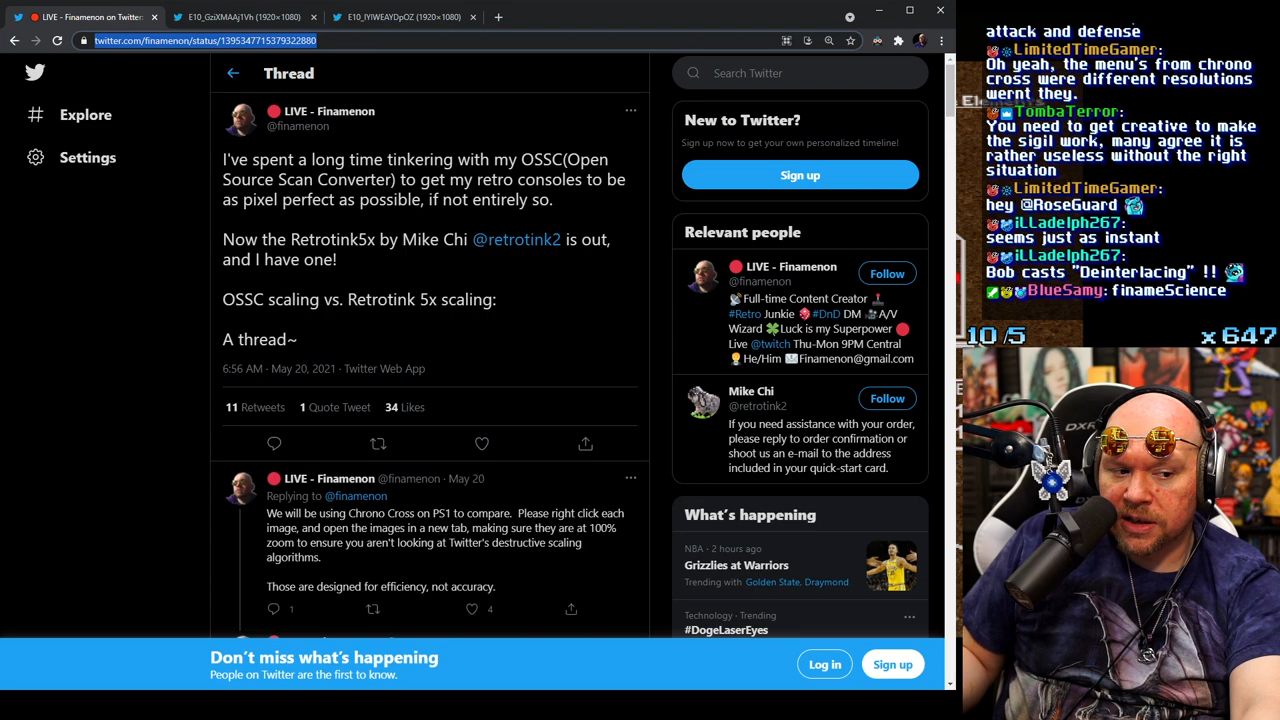 LIVE - Finamenon on Twitter
E10_GziXMAAj1Vh (1920×1080)
E10_IYIWEAYDpOZ (1920×1080)
twitter.com/finamenon/status/1395347715379322880
Explore
Settings
Thread
LIVE - Finamenon
@finamenon
I've spent a long time tinkering with my OSSC(Open
Source Scan Converter) to get my retro consoles to be
as pixel perfect as possible, if not entirely so.
Now the Retrotink5x by Mike Chi @retrotink2 is out,
and I have one!
OSSC scaling vs. Retrotink 5x scaling:
A thread~
6:56 AM · May 20, 2021 · Twitter Web App
11 Retweets 1 Quote Tweet 34 Likes
LIVE - Finamenon @finamenon · May 20
Replying to @finamenon
We will be using Chrono Cross on PS1 to compare. Please right click each
image, and open the images in a new tab, making sure they are at 100%
zoom to ensure you aren't looking at Twitter's destructive scaling
algorithms.
Those are designed for efficiency, not accuracy.
1
4
Search Twitter
New to Twitter?
Sign up now to get your own personalized timeline!
Sign up
Relevant people
LIVE - Finamenon
@finamenon
Follow
Full-time Content Creator
#Retro Junkie #DnD DM A/V
Wizard Luck is my Superpower
Live @twitch Thu-Mon 9PM Central
He/Him Finamenon@gmail.com
Mike Chi
@retrotink2
Follow
If you need assistance with your order,
please reply to order confirmation or
shoot us an e-mail to the address
included in your quick-start card.
What's happening
NBA · 2 hours ago
Grizzlies at Warriors
Trending with Golden State, Draymond
Technology · Trending
#DogeLaserEyes
Don't miss what's happening
People on Twitter are the first to know.
Log in
Sign up
attack and defense
LimitedTimeGamer:
Oh yeah, the menu's from chrono
cross were different resolutions
wernt they.
TombaTerror:
You need to get creative to make
the sigil work, many agree it is
rather useless without the right
situation
LimitedTimeGamer:
hey @RoseGuard
iLLadelph267:
seems just as instant
iLLadelph267:
Bob casts "Deinterlacing" !!
BlueSamy: finameScience
10/5
x647
DXR